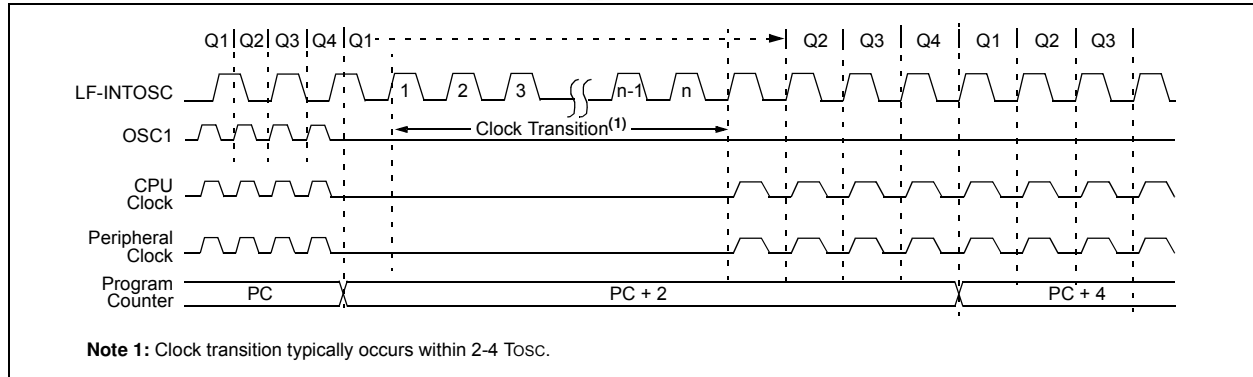 Q1 Q2 Q3 Q4 Q1 Q2 Q3 Q4 Q1 Q2 Q3
LF-INTOSC
1 2 3 n-1 n
Clock Transition(1)
OSC1
CPU
Clock
Peripheral
Clock
Program
Counter
PC PC + 2 PC + 4
Note 1: Clock transition typically occurs within 2-4 TOSC.